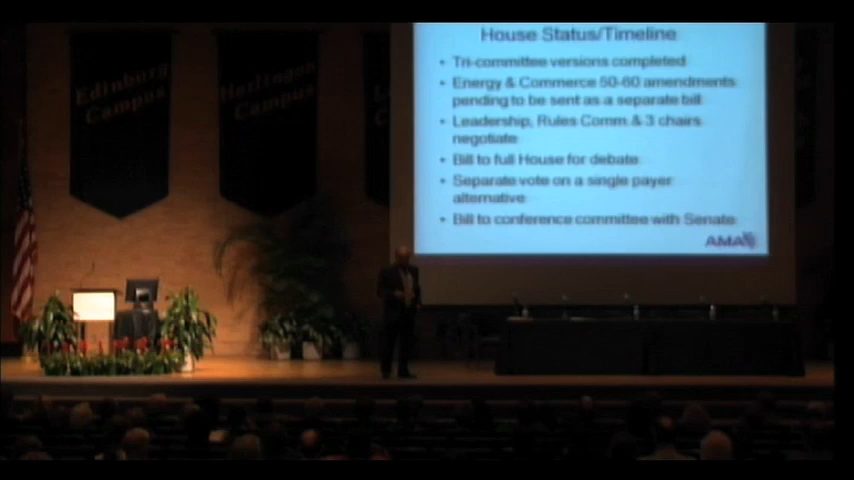 Edinburg
Campus
Harlingen
Campus
House Status/Timeline
• Tri-committee versions completed
• Energy & Commerce 50-60 amendments
pending to be sent as a separate bill
• Leadership, Rules Comm & 3 chairs
negotiate
• Bill to full House for debate
• Separate vote on a single payer
alternative
• Bill to conference committee with Senate
AMA